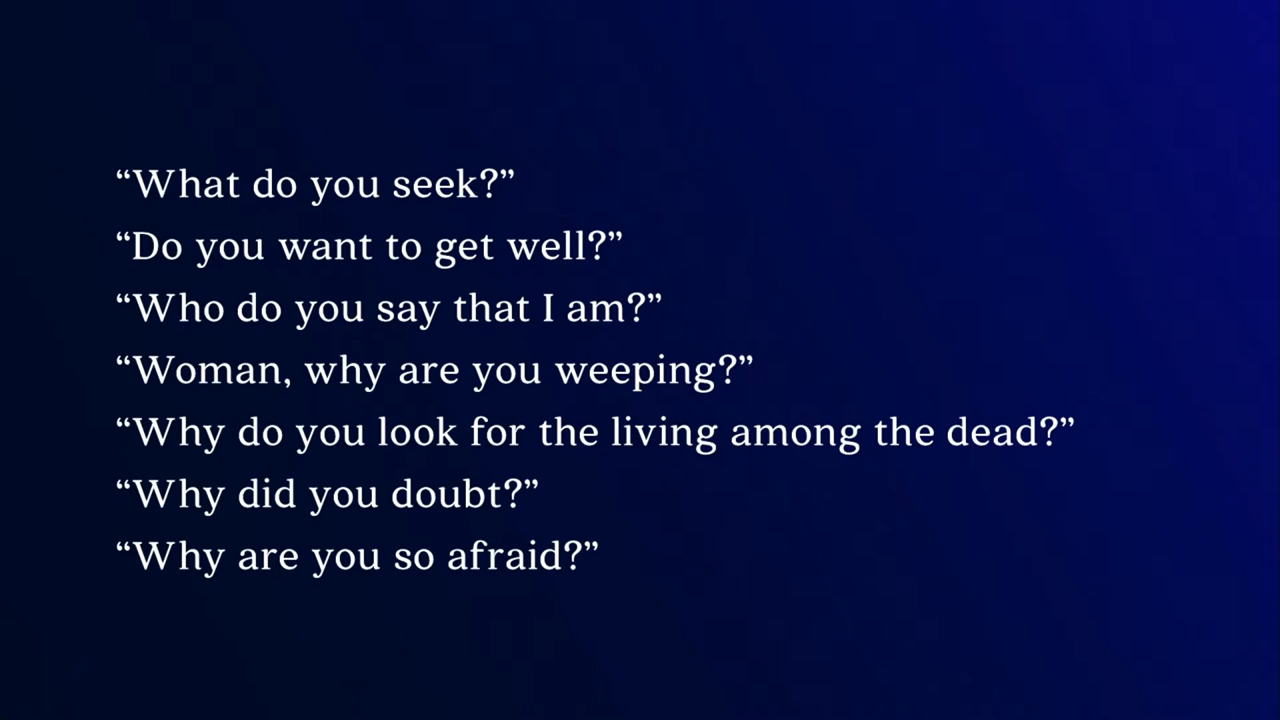 “What do you seek?”
“Do you want to get well?”
“Who do you say that I am?”
“Woman, why are you weeping?”
“Why do you look for the living among the dead?”
“Why did you doubt?”
“Why are you so afraid?”